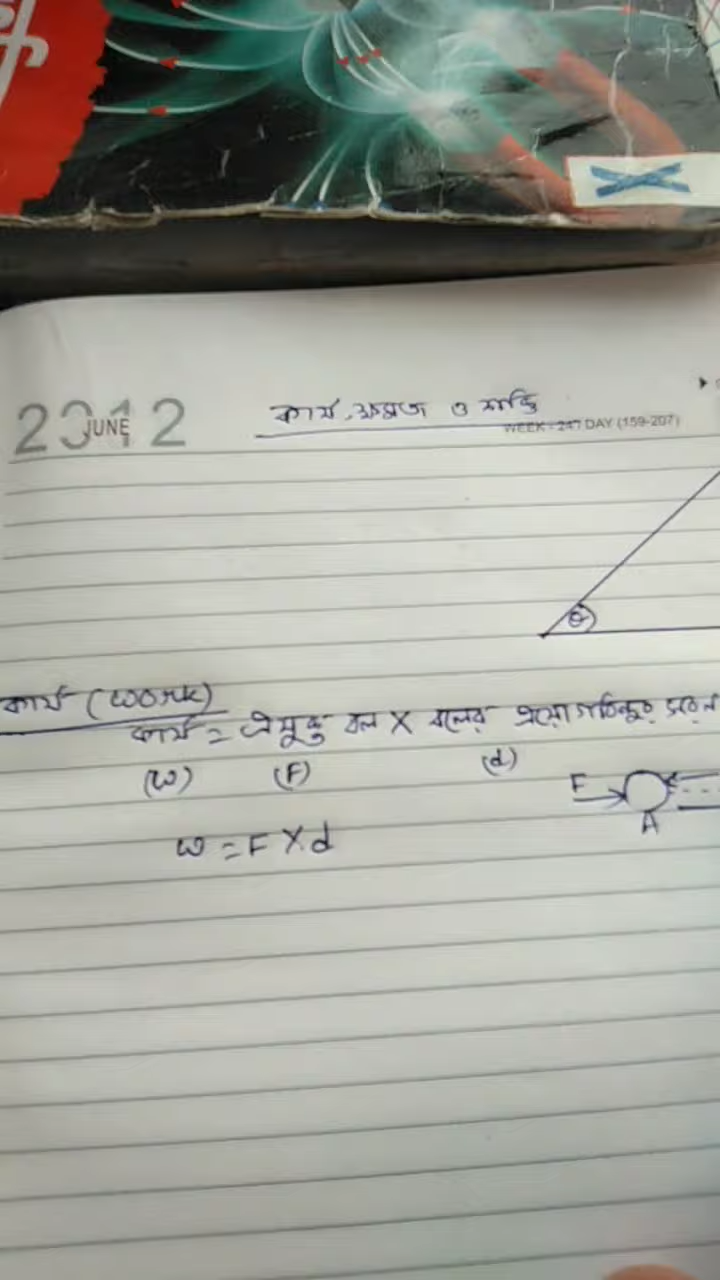 2012
JUNE
কার্য, ক্ষমতা ও শক্তি
WEEK - 24
DAY (159-207)
θ
কার্য (work)
কার্য = প্রযুক্ত বল X বলের প্রয়োগবিন্দুর সরণ
(W) (F) (d)
F
A
W = F X d